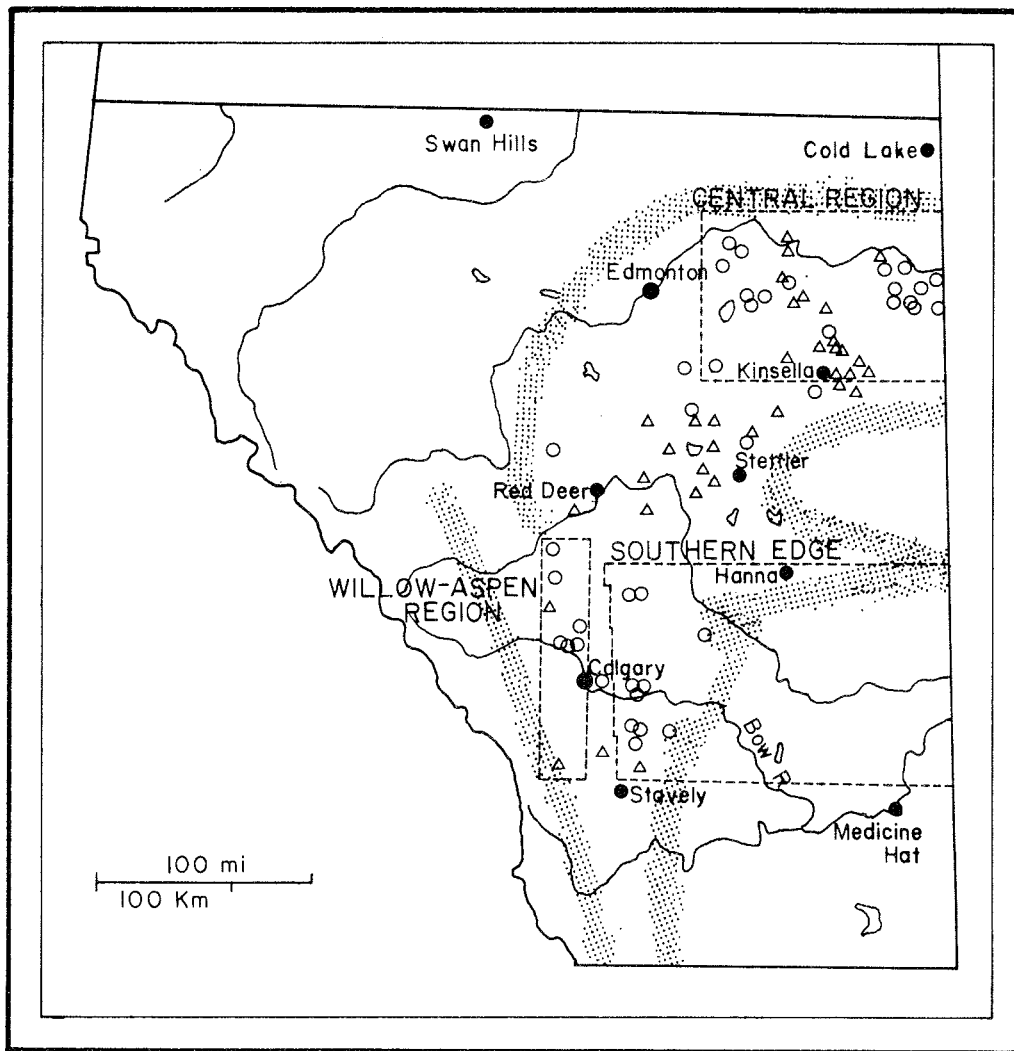 Swan Hills
Cold Lake
CENTRAL REGION
Edmonton
Kinsella
Stettler
Red Deer
SOUTHERN EDGE
Hanna
WILLOW-ASPEN
REGION
Calgary
Bow R
Stavely
Medicine
Hat
100 mi
100 Km